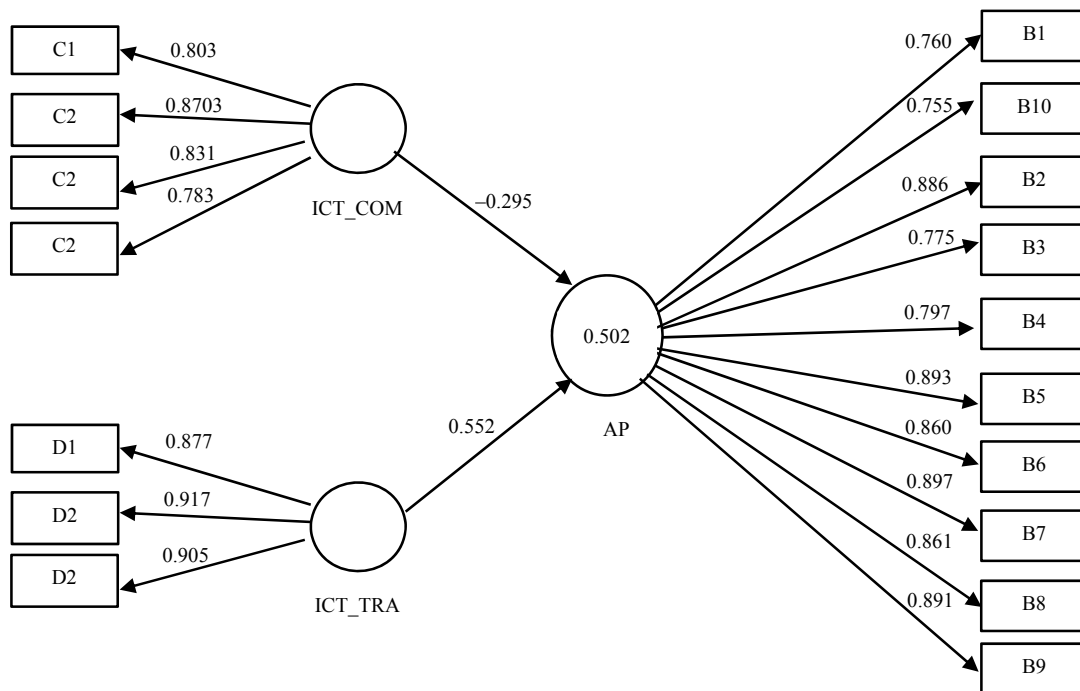 C1
0.803
C2
0.8703
C2
0.831
C2
0.783
ICT_COM
–0.295
D1
0.877
D2
0.917
D2
0.905
ICT_TRA
0.552
0.502
AP
0.760
B1
0.755
B10
0.886
B2
0.775
B3
0.797
B4
0.893
B5
0.860
B6
0.897
B7
0.861
B8
0.891
B9